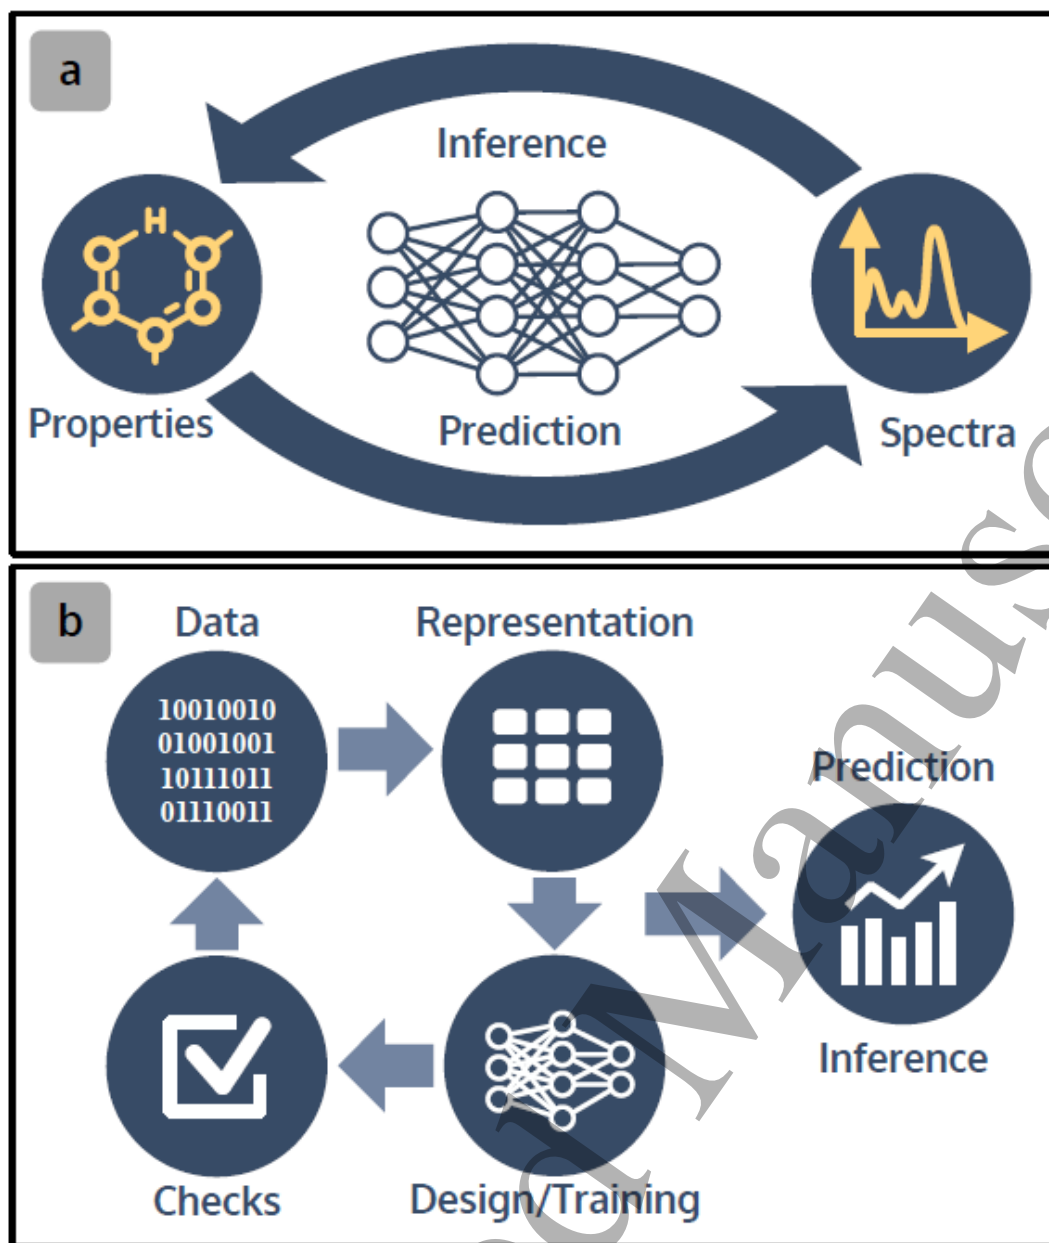 a
Inference
H
Properties
Prediction
Spectra
b
Data
Representation
10010010
01001001
10111011
01110011
Prediction
Inference
Checks
Design/Training